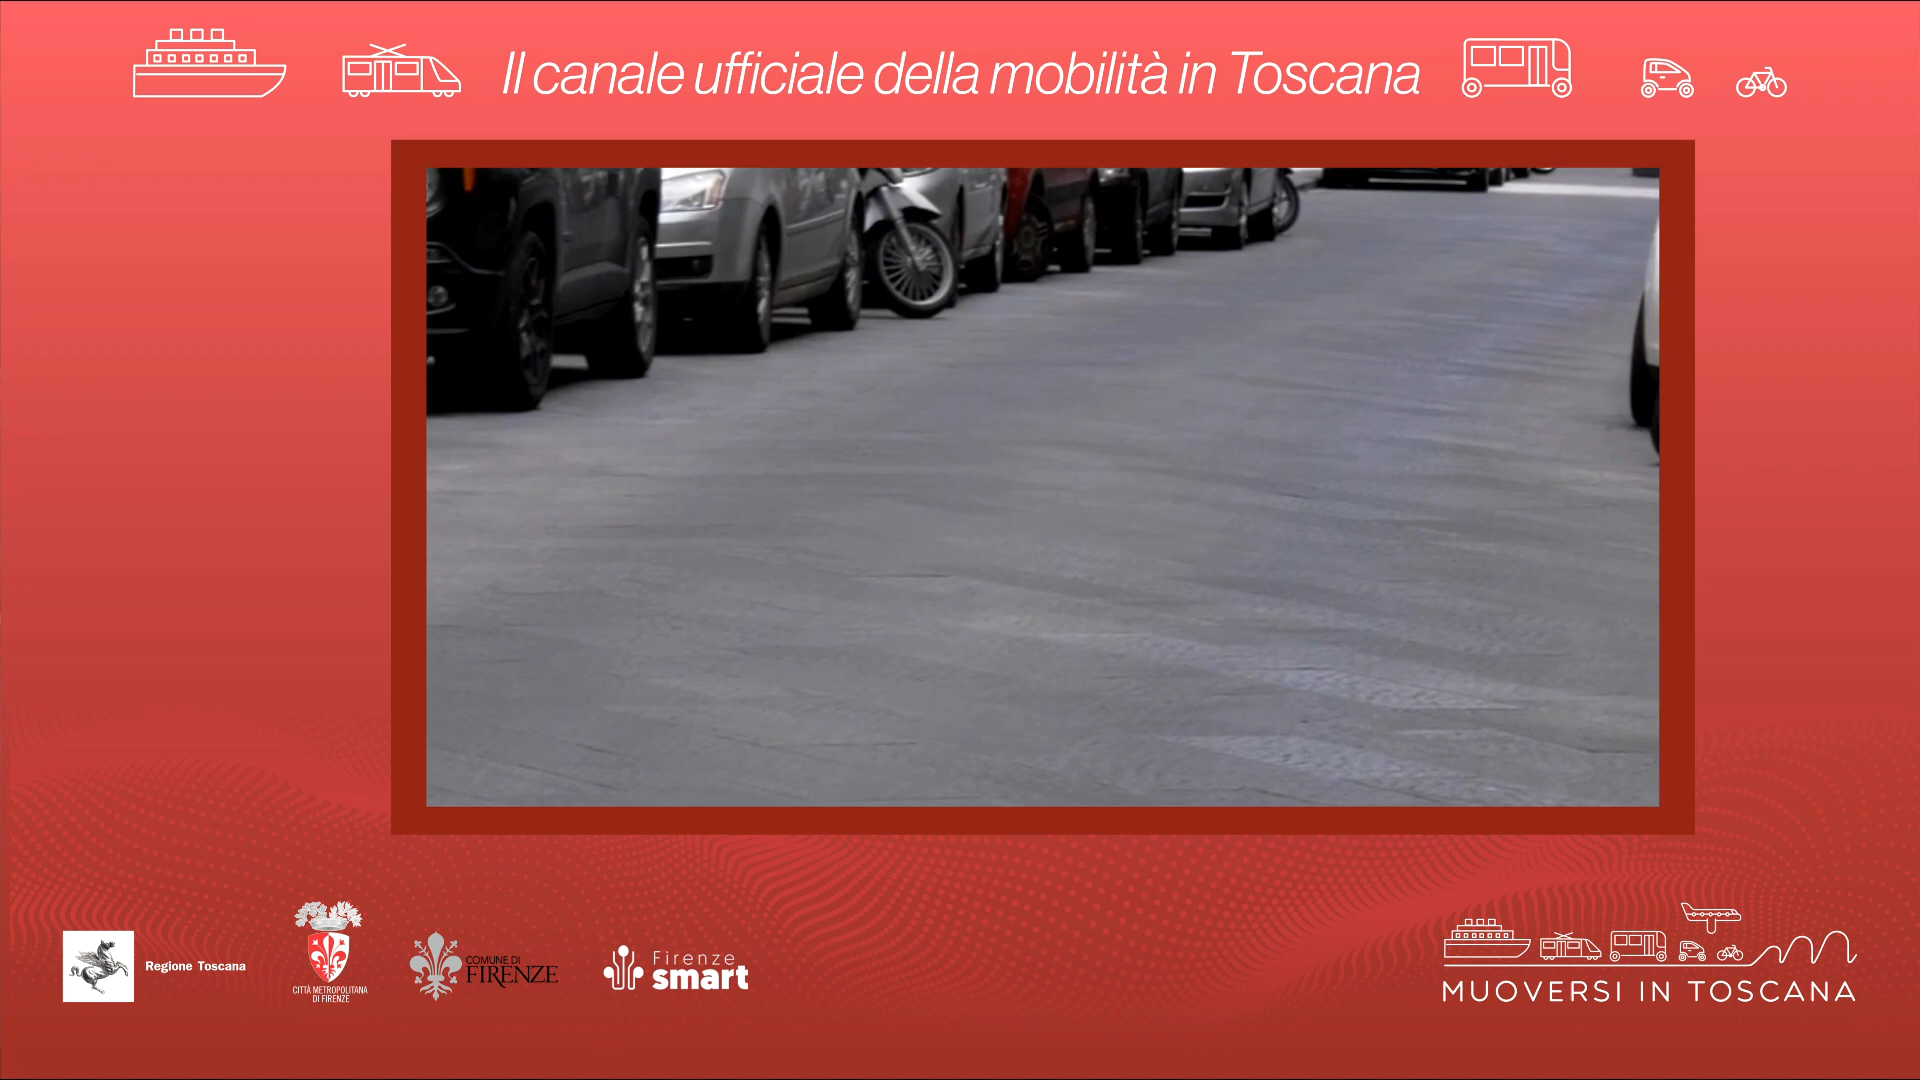 Il canale ufficiale della mobilità in Toscana
Regione Toscana
CITTÀ METROPOLITANA
DI FIRENZE
COMUNE DI
FIRENZE
Firenze
smart
MUOVERSI IN TOSCANA